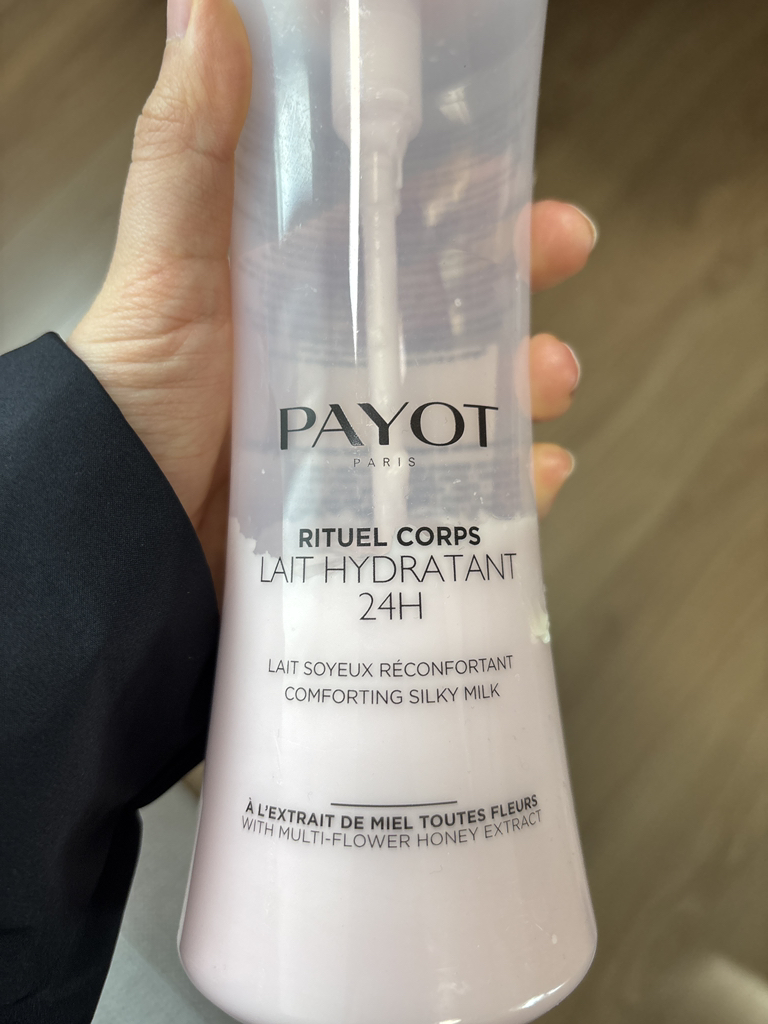 PAYOT
PARIS
RITUEL CORPS
LAIT HYDRATANT
24H
LAIT SOYEUX RÉCONFORTANT
COMFORTING SILKY MILK
À L'EXTRAIT DE MIEL TOUTES FLEURS
WITH MULTI-FLOWER HONEY EXTRACT